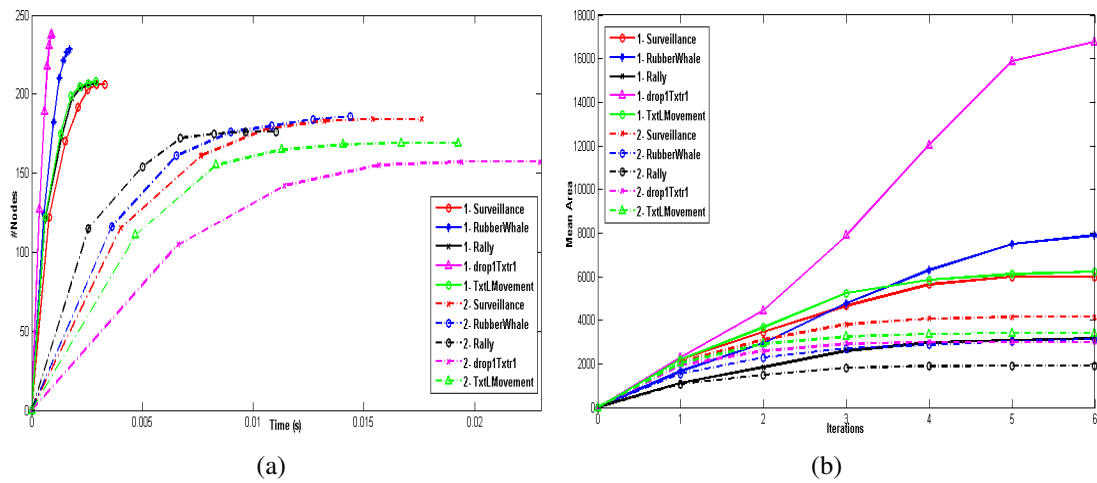 250
200
150
100
50
0
#Nodes
0
0.005
0.01
0.015
0.02
Time (s)
1- Surveillance
1- RubberWhale
1- Rally
1- drop1Txtr1
1- TxtLMovement
2- Surveillance
2- RubberWhale
2- Rally
2- drop1Txtr1
2- TxtLMovement
(a)
18000
16000
14000
12000
10000
8000
6000
4000
2000
0
Mean Area
0
1
2
3
4
5
6
Iterations
1- Surveillance
1- RubberWhale
1- Rally
1- drop1Txtr1
1- TxtLMovement
2- Surveillance
2- RubberWhale
2- Rally
2- drop1Txtr1
2- TxtLMovement
(b)